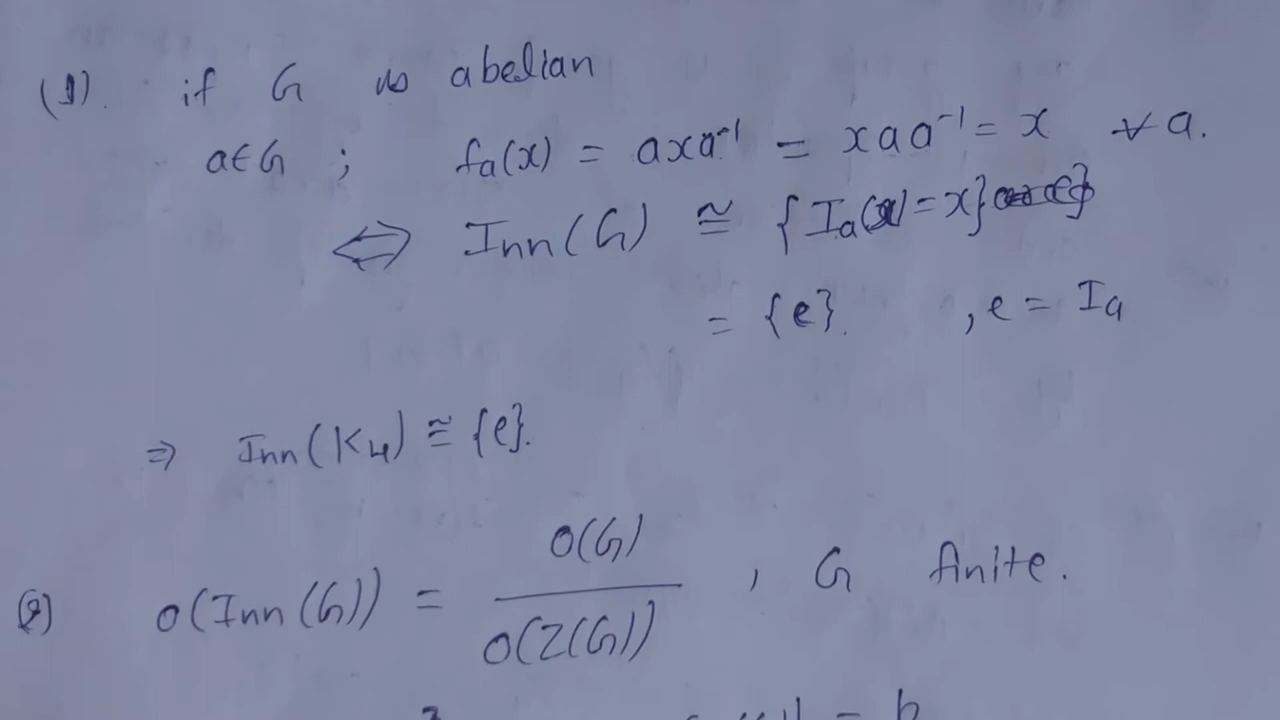 (1). if G is abelian
a∈G ; fₐ(x) = axa⁻¹ = xaa⁻¹ = x ∀ a.
⇔ Inn(G) ≅ {Iₐ(x) = x}
= {e}. , e = Iₐ
⇒ Inn(K₄) ≅ {e}.
(2) O(Inn(G)) = O(G) / O(Z(G)) , G finite.